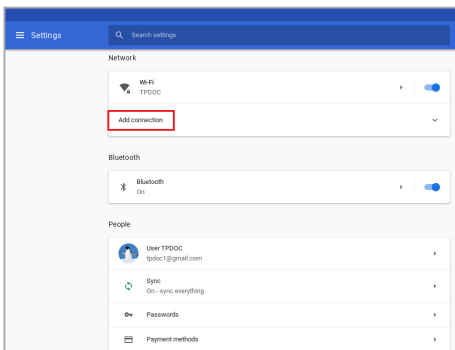 Settings
Search settings
Network
Wi-Fi
TPDOC
Add connection
Bluetooth
Bluetooth
On
People
User TPDOC
tpdoc1@gmail.com
Sync
On - sync everything
Passwords
Payment methods